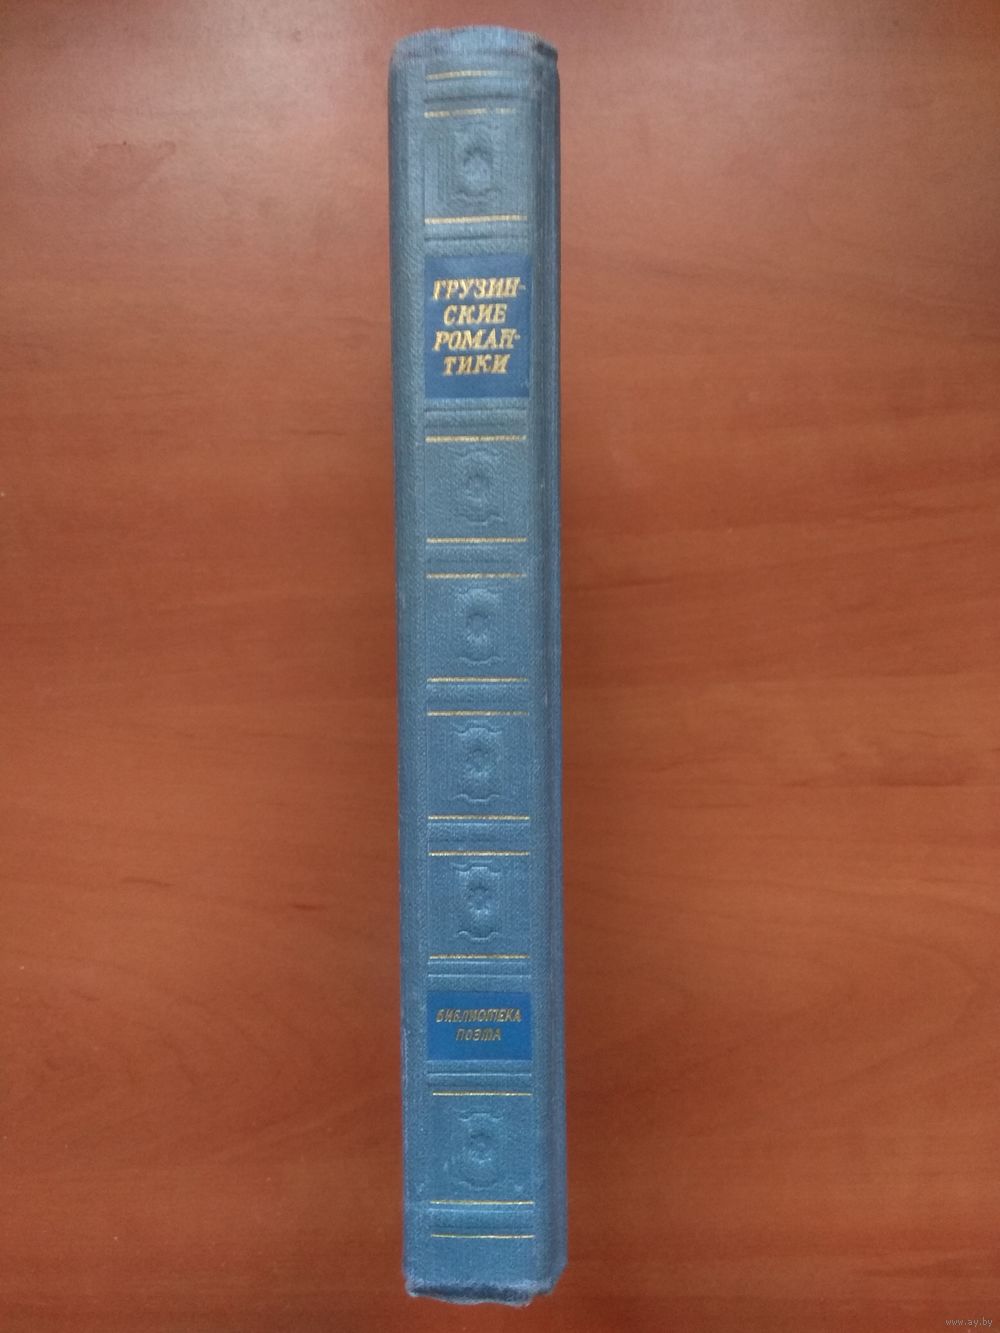 ГРУЗИН-
СКИЕ
РОМАН-
ТИКИ
БИБЛИОТЕКА
ПОЭТА
www.ay.by